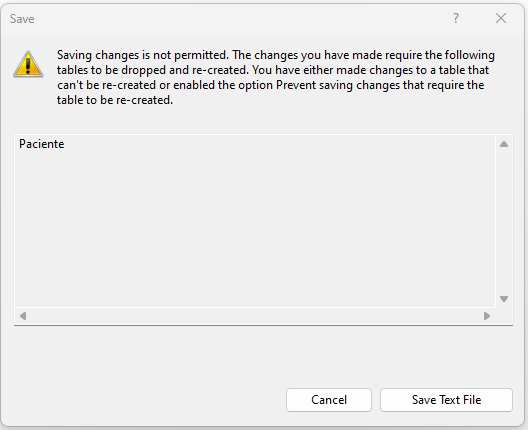 Save
?
Saving changes is not permitted. The changes you have made require the following
tables to be dropped and re-created. You have either made changes to a table that
can't be re-created or enabled the option Prevent saving changes that require the
table to be re-created.
Paciente
Cancel
Save Text File